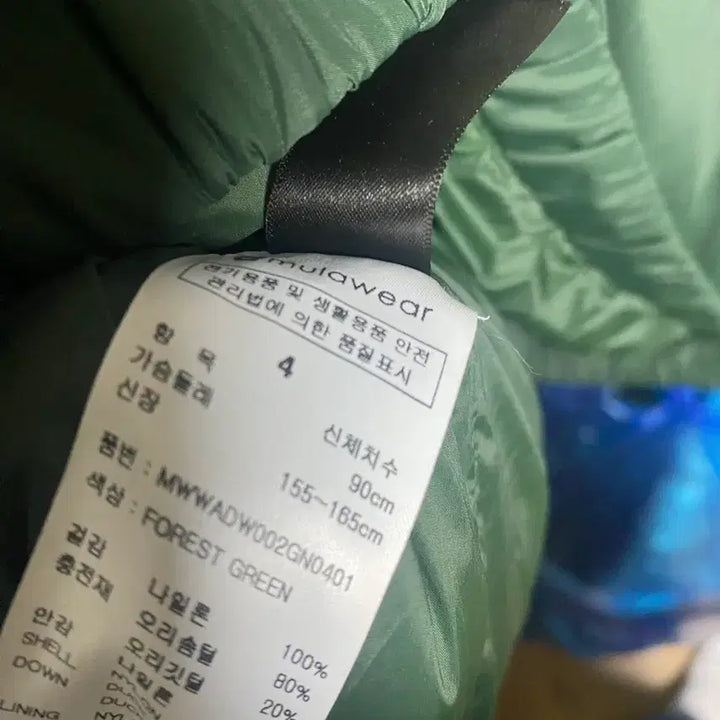 mulawear
전기용품 및 생활용품 안전
관리법에 의한 품질표시
항 목 4 신체치수
가슴둘레 90cm
신장 155~165cm
품번 : MWWADW002GN0401
색상 : FOREST GREEN
겉감 나일론 100%
충전재 오리솜털 80%
오리깃털 20%
안감 나일론
SHELL
DOWN
LINING